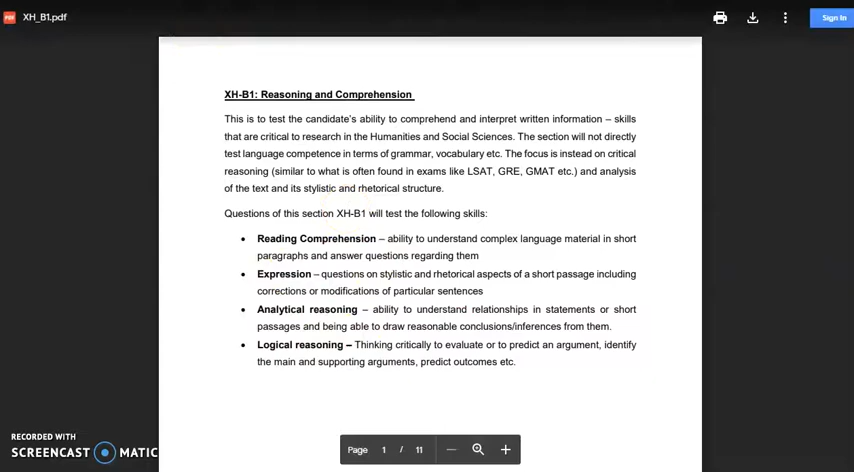 PDF XH_B1.pdf
Sign In
XH-B1: Reasoning and Comprehension
This is to test the candidate's ability to comprehend and interpret written information – skills
that are critical to research in the Humanities and Social Sciences. The section will not directly
test language competence in terms of grammar, vocabulary etc. The focus is instead on critical
reasoning (similar to what is often found in exams like LSAT, GRE, GMAT etc.) and analysis
of the text and its stylistic and rhetorical structure.
Questions of this section XH-B1 will test the following skills:
• Reading Comprehension – ability to understand complex language material in short
paragraphs and answer questions regarding them
• Expression – questions on stylistic and rhetorical aspects of a short passage including
corrections or modifications of particular sentences
• Analytical reasoning – ability to understand relationships in statements or short
passages and being able to draw reasonable conclusions/inferences from them.
• Logical reasoning – Thinking critically to evaluate or to predict an argument, identify
the main and supporting arguments, predict outcomes etc.
RECORDED WITH
SCREENCAST MATIC
Page 1 / 11